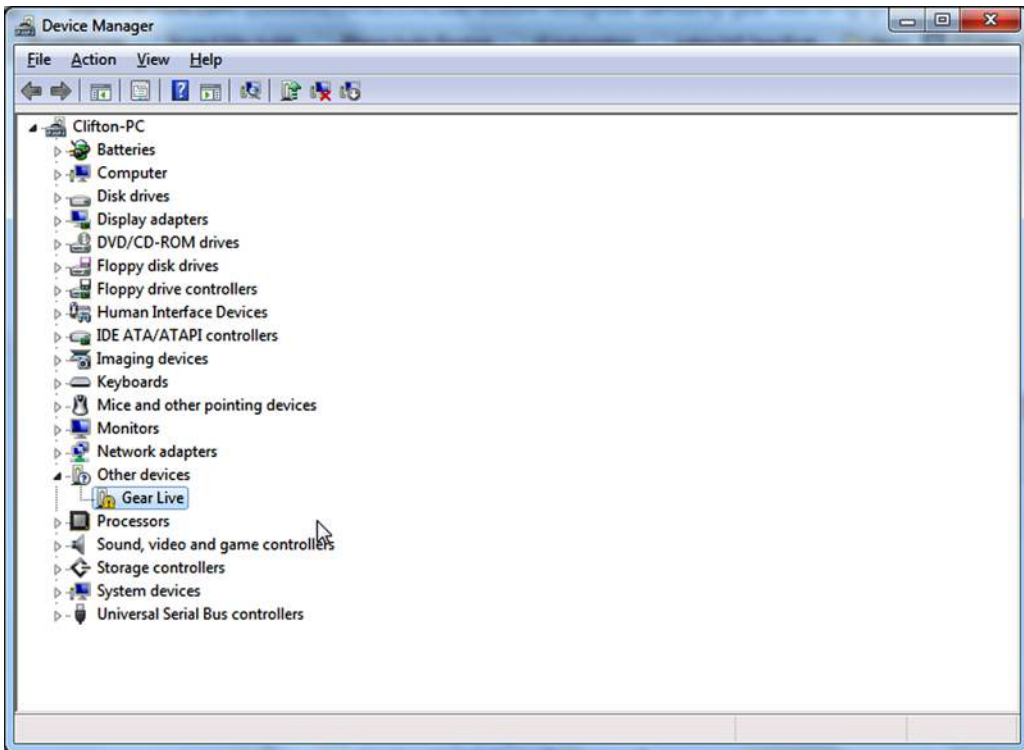 Device Manager
File Action View Help
Clifton-PC
Batteries
Computer
Disk drives
Display adapters
DVD/CD-ROM drives
Floppy disk drives
Floppy drive controllers
Human Interface Devices
IDE ATA/ATAPI controllers
Imaging devices
Keyboards
Mice and other pointing devices
Monitors
Network adapters
Other devices
Gear Live
Processors
Sound, video and game controllers
Storage controllers
System devices
Universal Serial Bus controllers